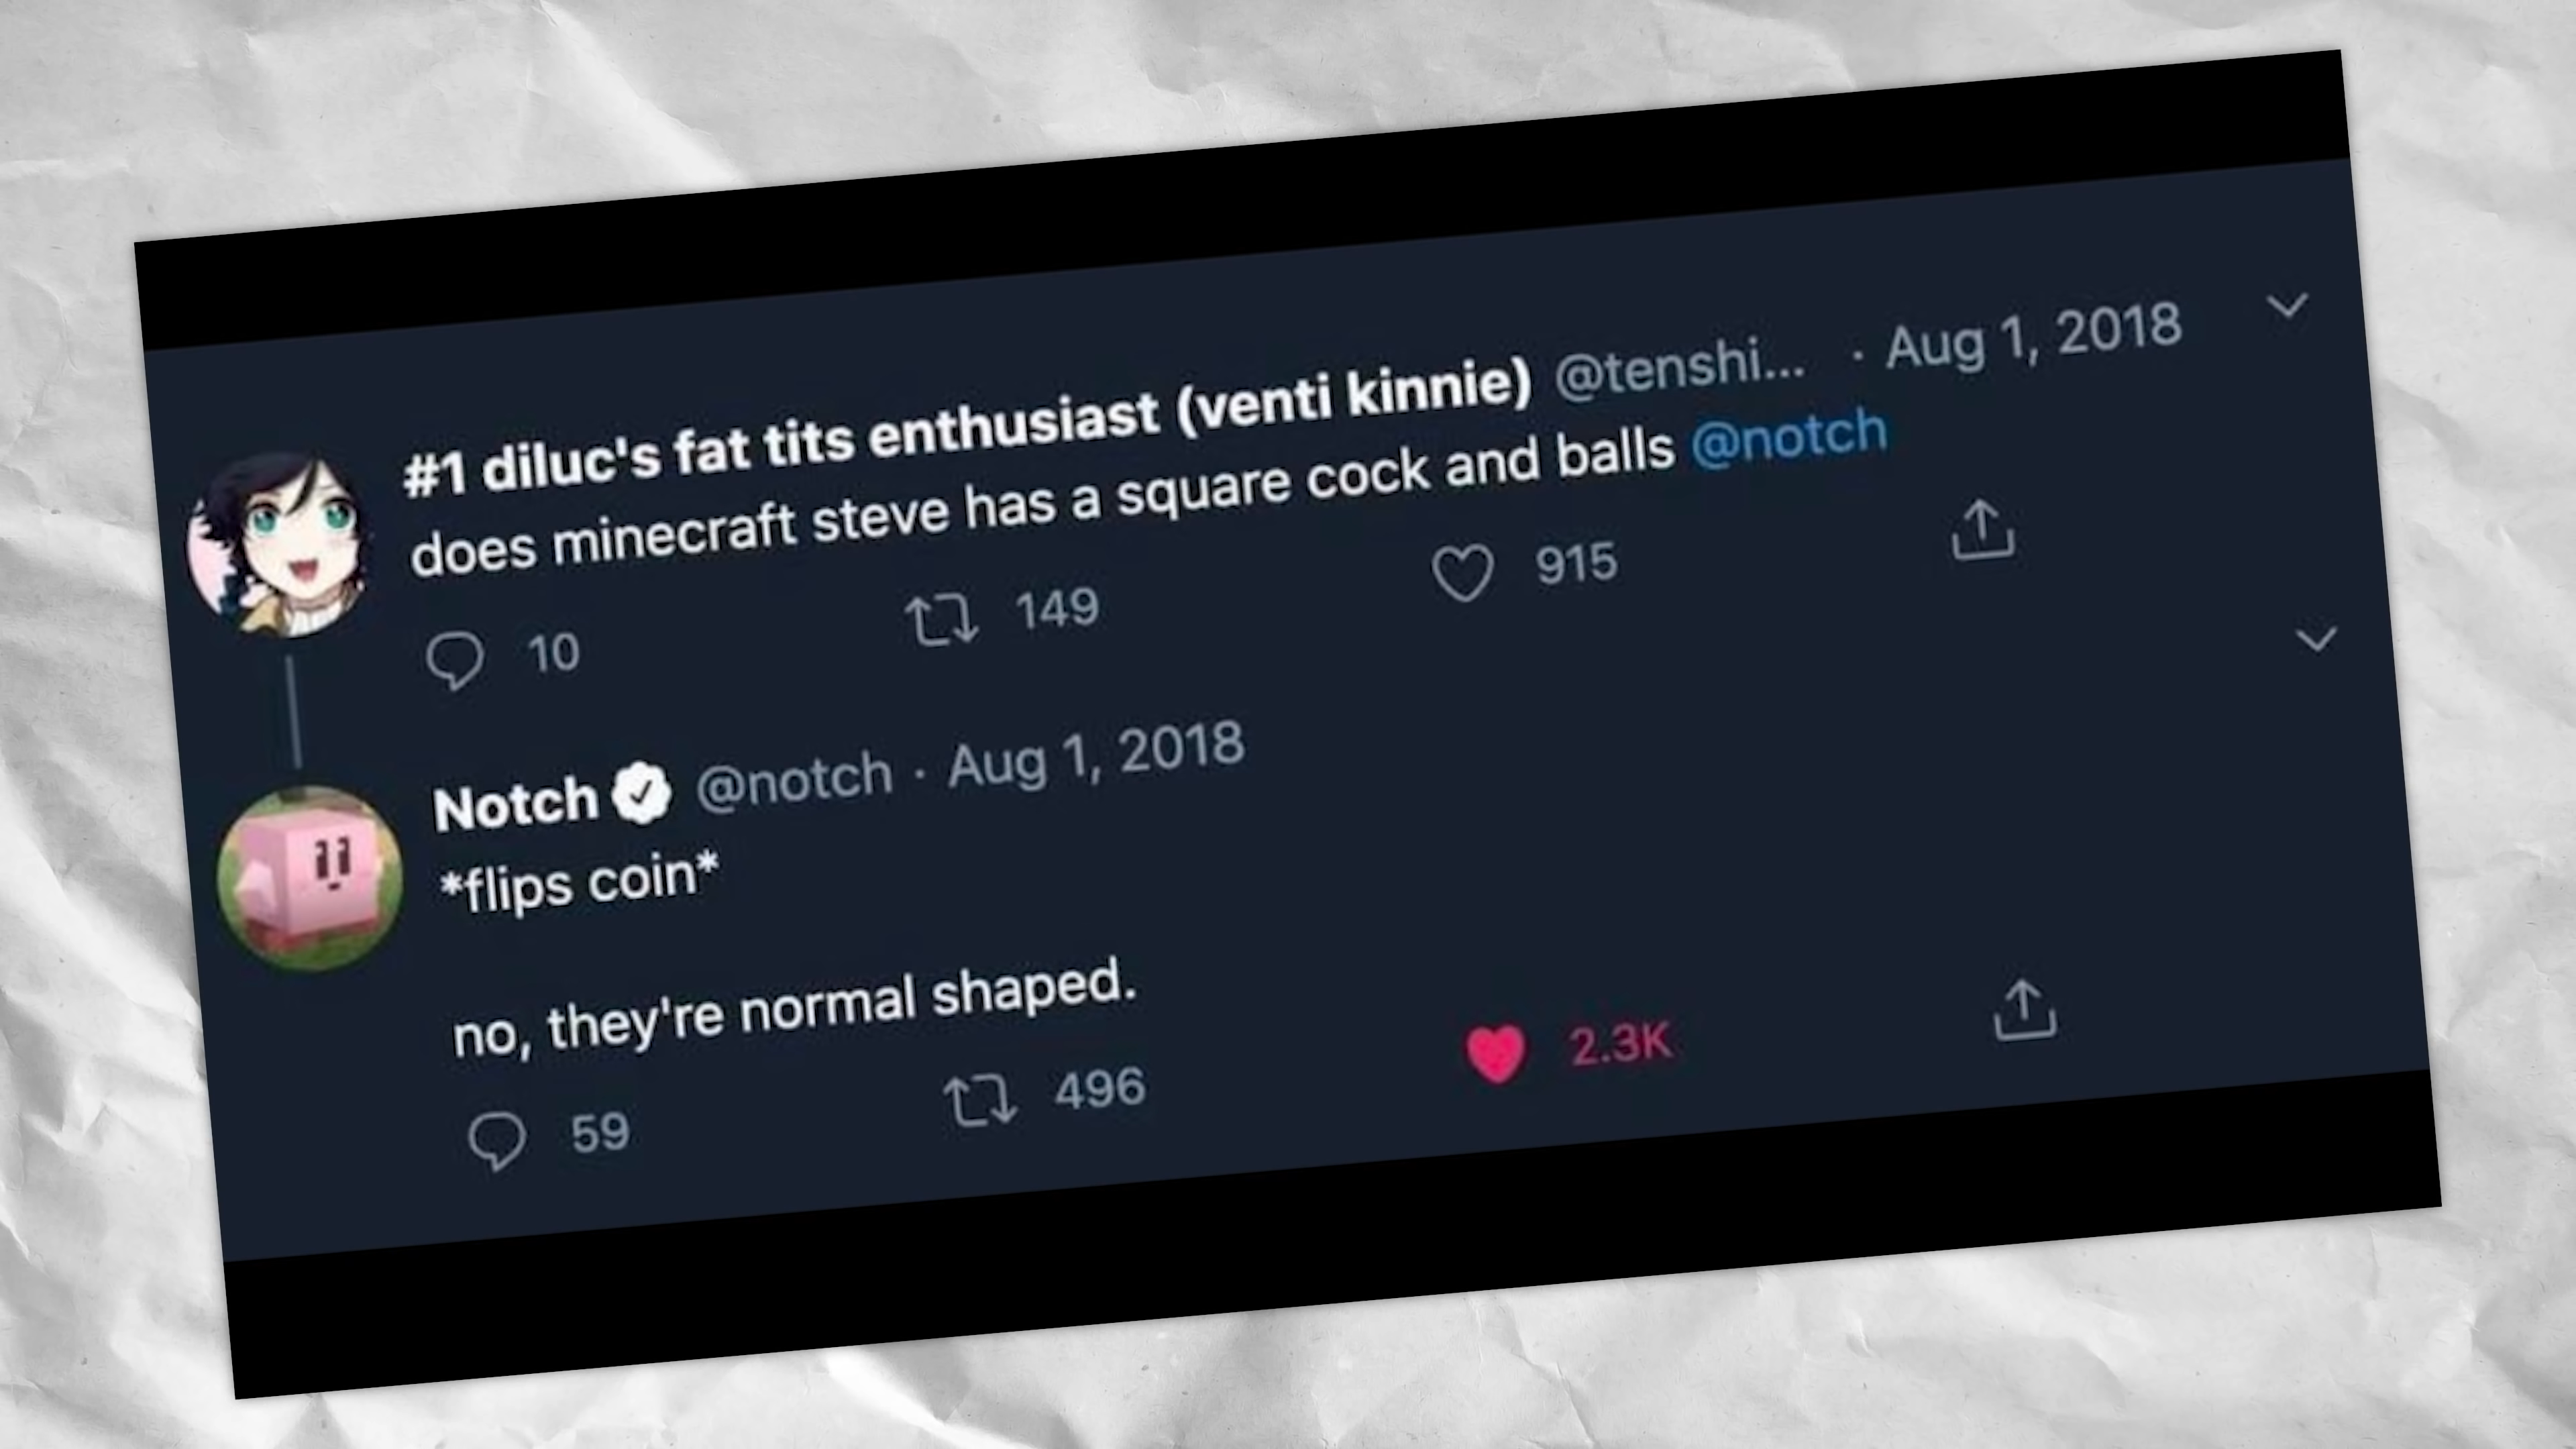 #1 diluc's fat tits enthusiast (venti kinnie) @tenshi... · Aug 1, 2018
does minecraft steve has a square cock and balls @notch
10 149 915
Notch @notch · Aug 1, 2018
*flips coin*
no, they're normal shaped.
59 496 2.3K